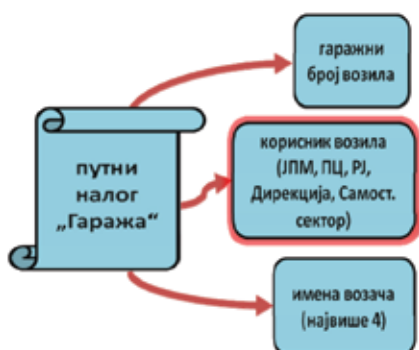 гаражни
број возила
путни
налог
„Гаража“
корисник возила
(ЈПМ, ПЦ, РЈ,
Дирекција, Самост.
сектор)
имена возача
(највише 4)